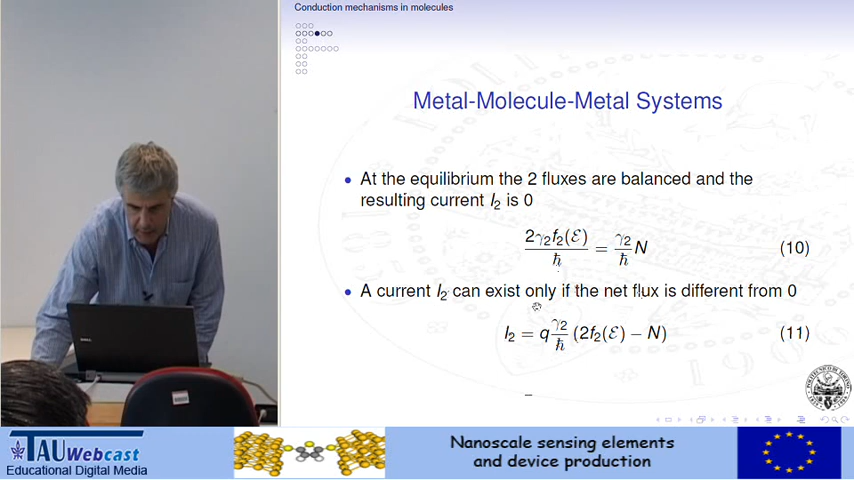 Conduction mechanisms in molecules
Metal-Molecule-Metal Systems
• At the equilibrium the 2 fluxes are balanced and the
resulting current I₂ is 0
2γ₂f₂(ℰ)/ħ = γ₂/ħ N (10)
• A current I₂ can exist only if the net flux is different from 0
I₂ = q γ₂/ħ (2f₂(ℰ) − N) (11)
TAU Webcast
Educational Digital Media
Nanoscale sensing elements
and device production